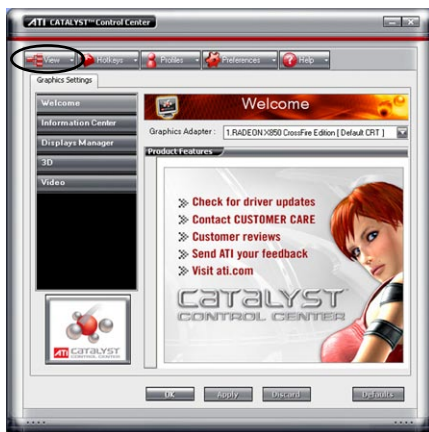 ATI CATALYST™ Control Center
View Hotkeys Profiles Preferences Help
Graphics Settings
Welcome
Information Center
Displays Manager
3D
Video
Welcome
Graphics Adapter : 1.RADEON X850 CrossFire Edition [ Default CRT ]
Product Features
Check for driver updates
Contact CUSTOMER CARE
Customer reviews
Send ATI your feedback
Visit ati.com
CATALYST
CONTROL CENTER
ATI CATALYST
CONTROL CENTER
OK Apply Discard Defaults